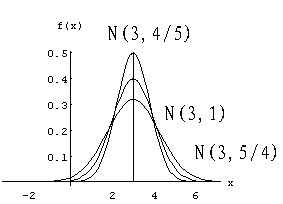 f(x)
N(3, 4/5)
0.5
0.4
0.3
N(3, 1)
0.2
N(3, 5/4)
0.1
x
-2
2
4
6